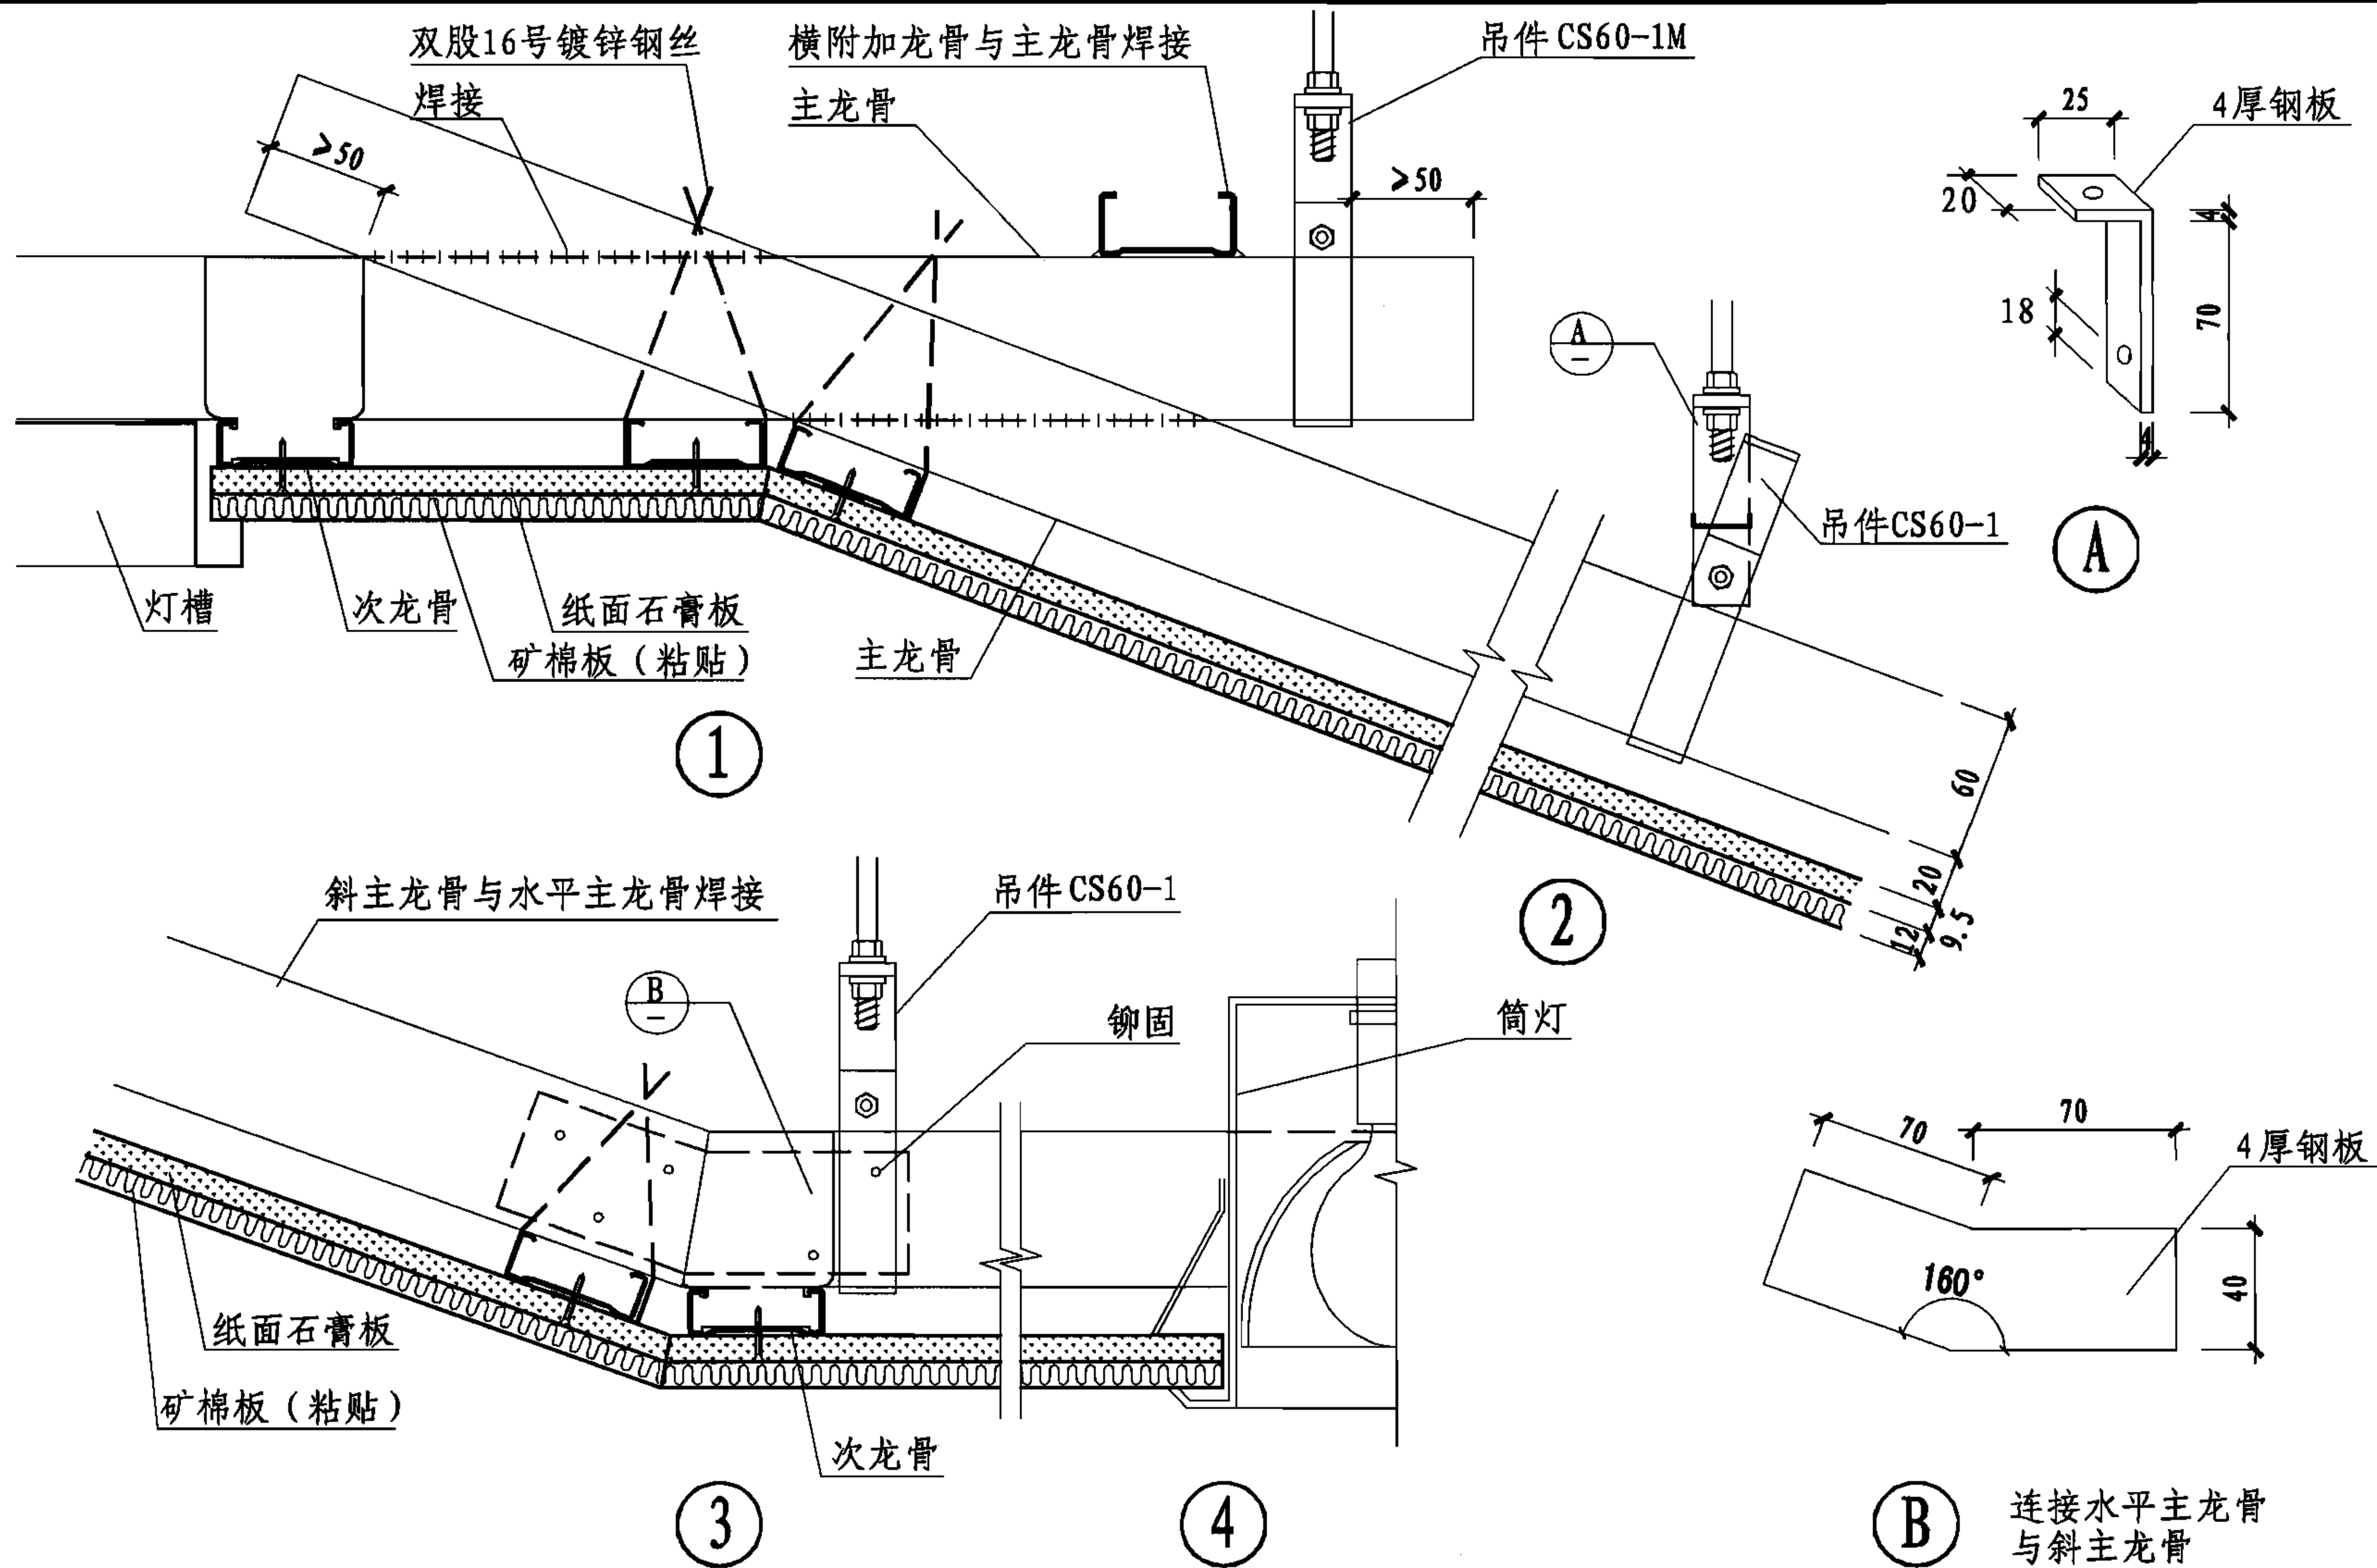 双股16号镀锌钢丝
焊接
>50
横附加龙骨与主龙骨焊接
主龙骨
吊件CS60-1M
>50
25
4厚钢板
20
4
18
70
4
A
A
—
吊件CS60-1
灯槽
次龙骨
纸面石膏板
矿棉板（粘贴）
主龙骨
1
60
20
9.5
12
2
斜主龙骨与水平主龙骨焊接
吊件CS60-1
B
—
铆固
筒灯
纸面石膏板
矿棉板（粘贴）
次龙骨
3
4
70
70
4厚钢板
160°
40
B
连接水平主龙骨
与斜主龙骨